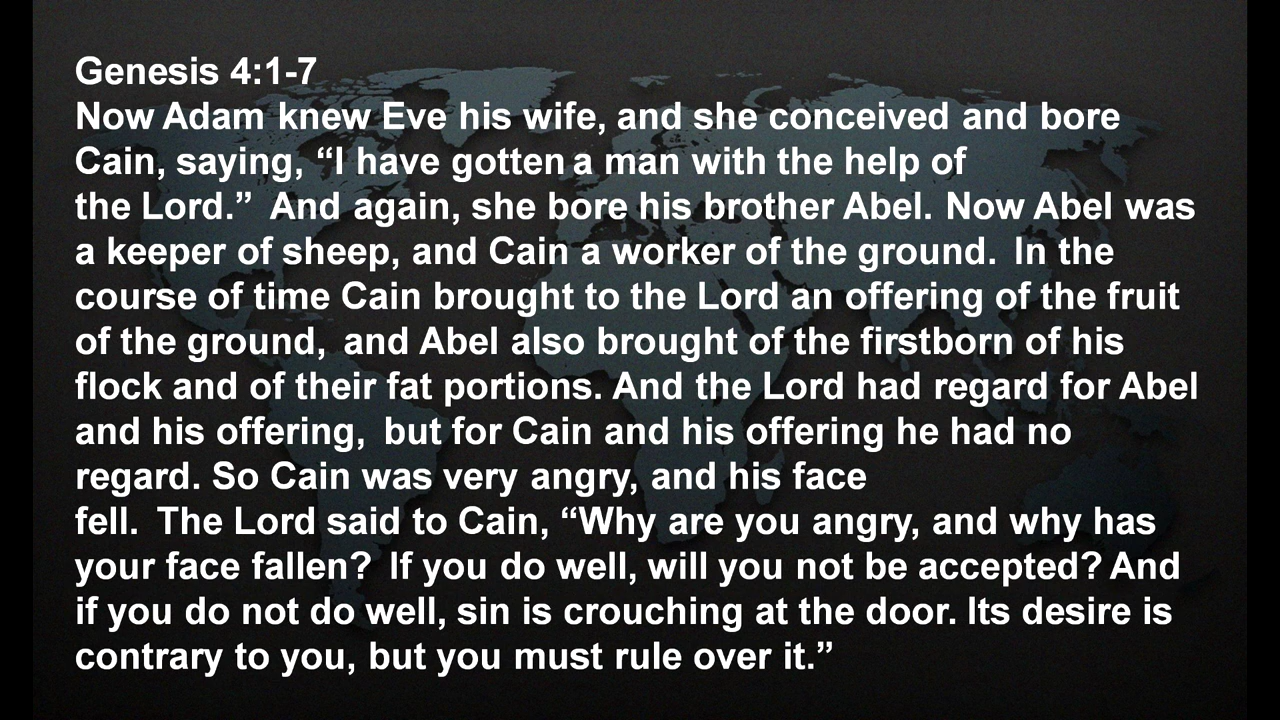 Genesis 4:1-7
Now Adam knew Eve his wife, and she conceived and bore
Cain, saying, “I have gotten a man with the help of
the Lord.” And again, she bore his brother Abel. Now Abel was
a keeper of sheep, and Cain a worker of the ground. In the
course of time Cain brought to the Lord an offering of the fruit
of the ground, and Abel also brought of the firstborn of his
flock and of their fat portions. And the Lord had regard for Abel
and his offering, but for Cain and his offering he had no
regard. So Cain was very angry, and his face
fell. The Lord said to Cain, “Why are you angry, and why has
your face fallen? If you do well, will you not be accepted? And
if you do not do well, sin is crouching at the door. Its desire is
contrary to you, but you must rule over it.”